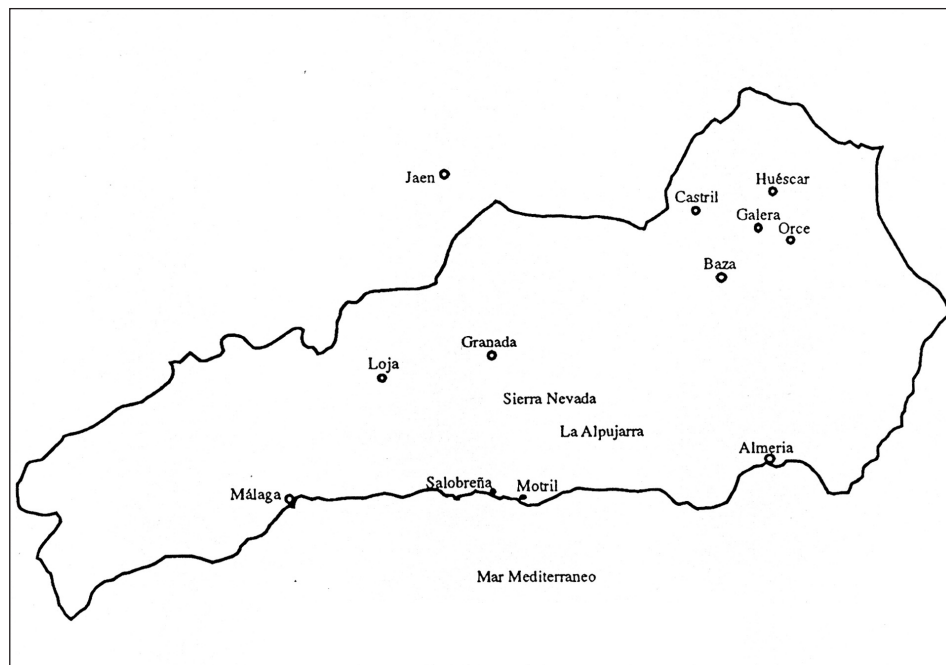 Jaen
Huéscar
Castril
Galera
Orce
Baza
Granada
Loja
Sierra Nevada
La Alpujarra
Almeria
Salobreña
Motril
Málaga
Mar Mediterraneo